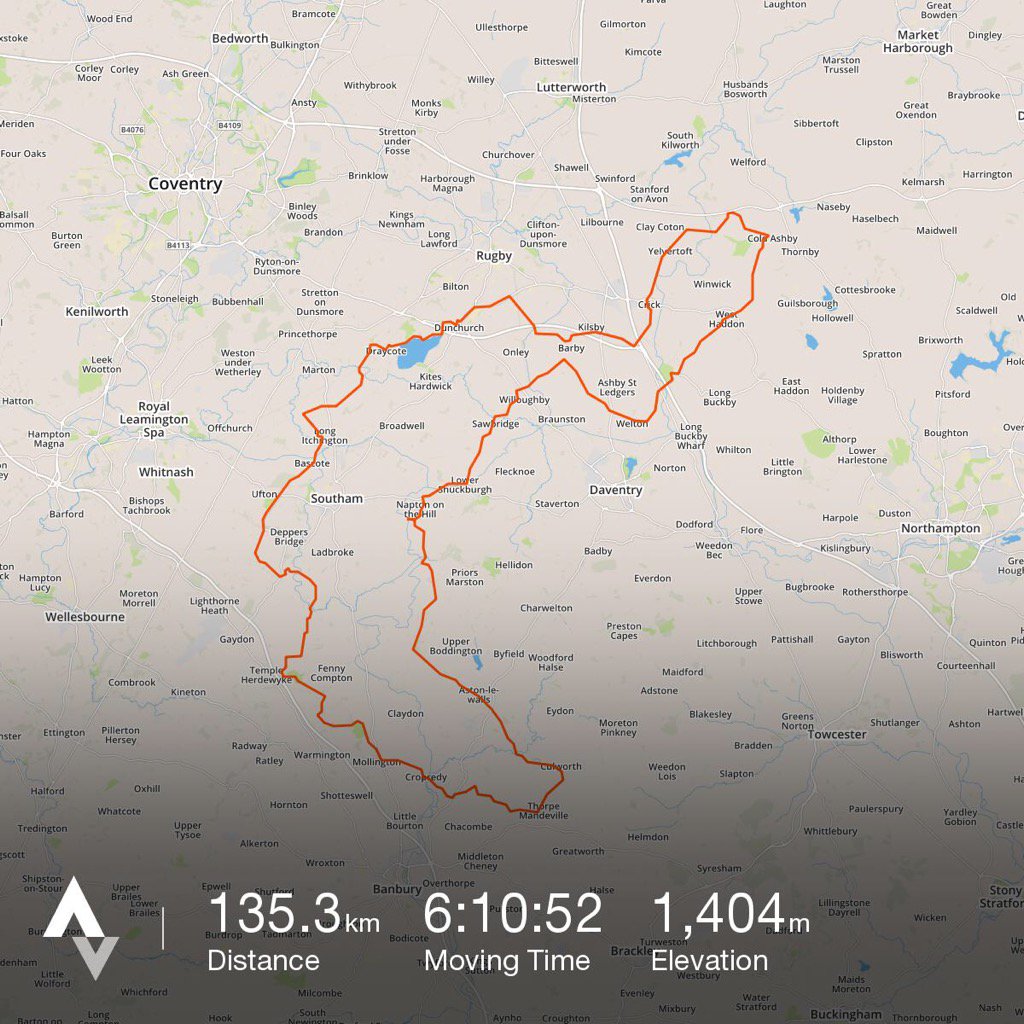 Wood End
Bramcote
Ullesthorpe
Gilmorton
Laughton
Great
Bowden
Dingley
Bedworth
Bulkington
Market
Harborough
Corley
Moor
Corley
Ash Green
Bitteswell
Kimcote
Marston
Trussell
Withybrook
Willey
Lutterworth
Misterton
Husbands
Bosworth
Braybrooke
Ansty
Monks
Kirby
Great
Oxendon
Meriden
B4076
B4109
Stretton
under
Fosse
Sibbertoft
South
Kilworth
Clipston
Four Oaks
Churchover
Shawell
Welford
Coventry
Brinklow
Harborough
Magna
Swinford
Stanford
on Avon
Kelmarsh
Harrington
Balsall
Common
Binley
Woods
Kings
Newnham
Clifton-
upon-
Dunsmore
Lilbourne
Clay Coton
Naseby
Haselbech
Burton
Green
B4113
Brandon
Long
Lawford
Rugby
Yelvertoft
Cold Ashby
Thornby
Maidwell
Ryton-on-
Dunsmore
Bilton
Winwick
Cottesbrooke
Stoneleigh
Bubbenhall
Stretton
on
Dunsmore
Crick
Guilsborough
Hollowell
Old
Scaldwell
Kenilworth
Princethorpe
Dunchurch
Kilsby
West
Haddon
Brixworth
Leek
Wootton
Weston
under
Wetherley
Draycote
Marton
Onley
Barby
Spratton
Kites
Hardwick
Ashby St
Ledgers
East
Haddon
Holdenby
Village
Pitsford
Hatton
Royal
Leamington
Spa
Willoughby
Long
Buckby
Hampton
Magna
Offchurch
Long
Itchington
Broadwell
Sawbridge
Braunston
Welton
Long
Buckby
Wharf
Althorp
Boughton
Whilton
Lower
Harlestone
Whitnash
Bascote
Flecknoe
Norton
Little
Brington
Ufton
Southam
Lower
Shuckburgh
Daventry
Barford
Bishops
Tachbrook
Napton on
the Hill
Staverton
Harpole
Duston
Dodford
Flore
Northampton
Deppers
Bridge
Ladbroke
Badby
Weedon
Bec
Kislingbury
Hampton
Lucy
Moreton
Morrell
Priors
Marston
Hellidon
Everdon
Bugbrooke
Upper
Stowe
Rothersthorpe
Wellesbourne
Lighthorne
Heath
Charwelton
Gaydon
Preston
Capes
Litchborough
Pattishall
Gayton
Quinton
Upper
Boddington
Byfield
Woodford
Halse
Blisworth
Courteenhall
Temple
Herdewyke
Fenny
Compton
Maidford
Combrook
Kineton
Aston-le-
walls
Adstone
Claydon
Eydon
Blakesley
Greens
Norton
Shutlanger
Ashton
Hartwell
Ettington
Pillerton
Hersey
Moreton
Pinkney
Towcester
Radway
Ratley
Warmington
Bradden
Mollington
Culworth
Weedon
Lois
Slapton
Cropredy
Halford
Oxhill
Shotteswell
Thorpe
Mandeville
Whatcote
Hornton
Paulerspury
Yardley
Gobion
Tredington
Upper
Tysoe
Little
Bourton
Chacombe
Whittlebury
Alkerton
Helmdon
Wroxton
Middleton
Cheney
Greatworth
Syresham
Shipston-
on-Stour
Upper
Brailes
Lower
Brailes
Epwell
Banbury
Overthorpe
Halse
Lillingstone
Dayrell
Stony
Stratford
Wicken
135.3 km
6:10:52
1,404 m
Distance
Moving Time
Elevation
Bodicote
Turweston
Westbury
Little
Wolford
Whichford
Milcombe
Evenley
Mixbury
Water
Stratford
Maids
Moreton
Buckingham
Thornborough
Nash
Barton on
Long
Compton
Hook
South
Newington
Aynho
Croughton